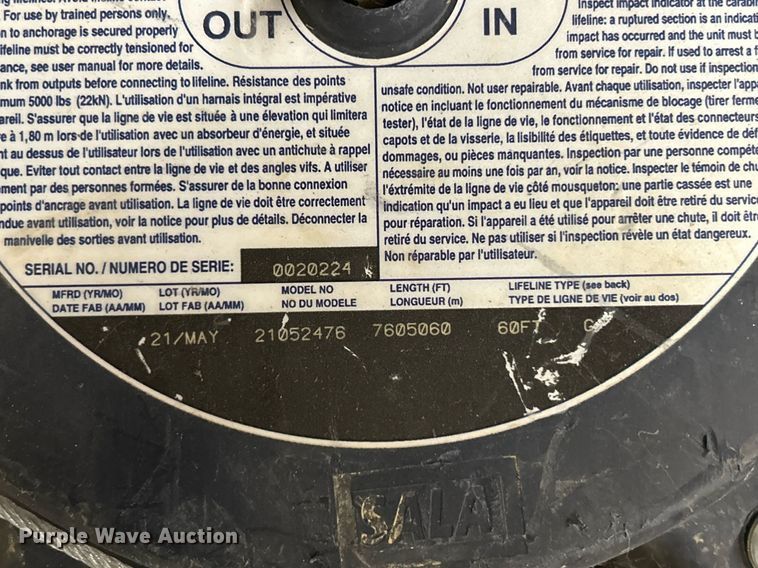 For use by trained persons only.
on to anchorage is secured properly
lifeline must be correctly tensioned for
ance, see user manual for more details.
OUT
IN
Inspect impact indicator at the carabin
lifeline: a ruptured section is an indicati
impact has occurred and the unit must b
from service for repair. If used to arrest a f
from service for repair. Do not use if inspection
nk from outputs before connecting to lifeline. Résistance des points
mum 5000 lbs (22kN). L'utilisation d'un harnais intégral est impérative
areil. S'assurer que la ligne de vie est située à une élevation qui limitera
re à 1,80 m lors de l'utilisation avec un absorbeur d'énergie, et située
nt au dessus de l'utilisateur lors de l'utilisation avec un antichute à rappel
que. Eviter tout contact entre la ligne de vie et des angles vifs. A utiliser
ement par des personnes formées. S'assurer de la bonne connection
points d'ancrage avant utilisation. La ligne de vie doit être correctement
ndue avant utilisation, voir la notice pour plus de détails. Déconnecter la
manivelle des sorties avant utilisation.
unsafe condition. Not user repairable. Avant chaque utilisation, inspecter l'appa
notice en incluant le fonctionnement du mécanisme de blocage (tirer ferme
tester), l'état de la ligne de vie, le fonctionnement et l'état des connecteurs
capots et de la visserie, la lisibilité des étiquettes, et toute évidence de défa
dommages, ou pièces manquantes. Inspection par une personne compéte
nécessaire au moins une fois par an, voir la notice. Inspecter le témoin de chu
l'éxtrémite de la ligne de vie côté mousqueton: une partie cassée est une
indication qu'un impact a eu lieu et que l'appareil doit être retiré du service
pour réparation. Si l'appareil a été utilisé pour arrêter une chute, il doit être
retiré du service. Ne pas utiliser si l'inspection révèle un état dangereux.
Non réparable par l'utilisateur.
SERIAL NO. / NUMERO DE SERIE: 0020224
MFRD (YR/MO) LOT (YR/MO) MODEL NO LENGTH (FT) LIFELINE TYPE (see back)
DATE FAB (AA/MM) LOT FAB (AA/MM) NO DU MODELE LONGUEUR (m) TYPE DE LIGNE DE VIE (voir au dos)
21/MAY 21052476 7605060 60FT G
SALA
Purple Wave Auction